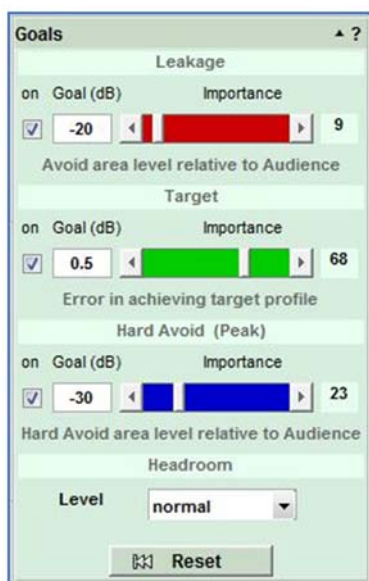 Goals ?
Leakage
on Goal (dB) Importance
-20 9
Avoid area level relative to Audience
Target
on Goal (dB) Importance
0.5 68
Error in achieving target profile
Hard Avoid (Peak)
on Goal (dB) Importance
-30 23
Hard Avoid area level relative to Audience
Headroom
Level normal
Reset